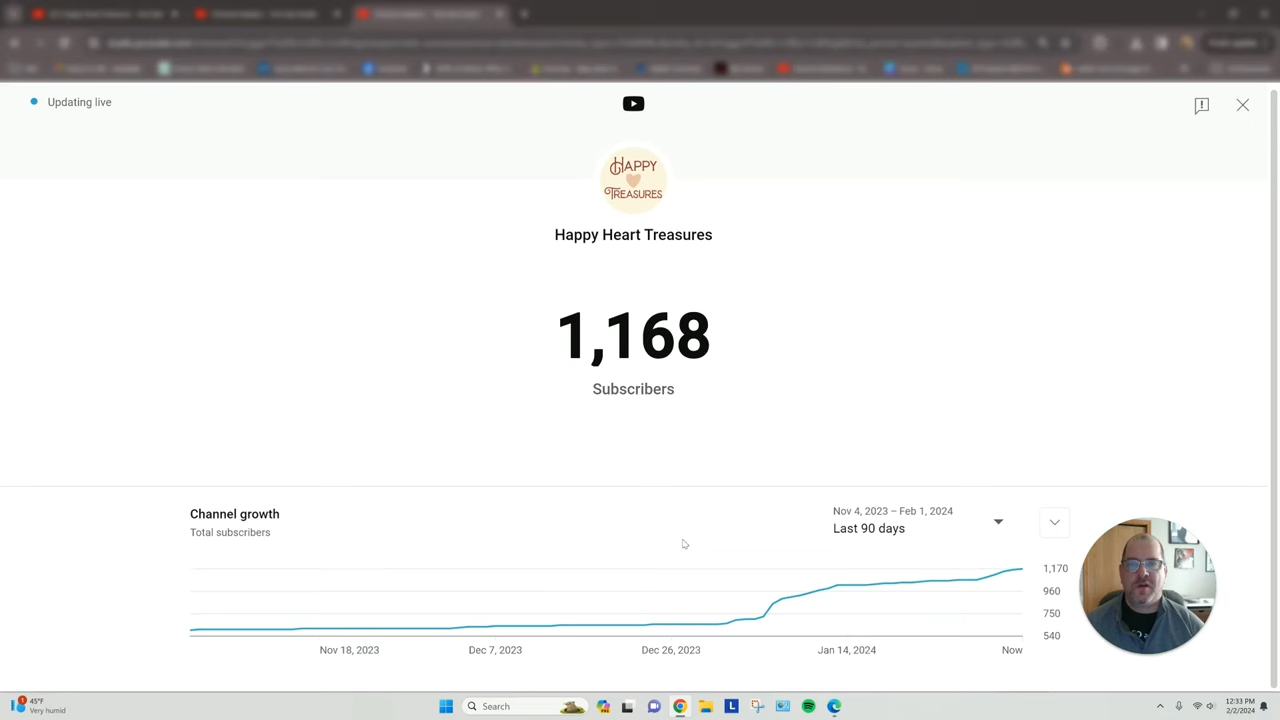 Updating live
HAPPY
TREASURES
Happy Heart Treasures
1,168
Subscribers
Channel growth
Total subscribers
Nov 4, 2023 – Feb 1, 2024
Last 90 days
1,170
960
750
540
Nov 18, 2023
Dec 7, 2023
Dec 26, 2023
Jan 14, 2024
Now
1
45°F
Very humid
Search
L
12:33 PM
2/2/2024